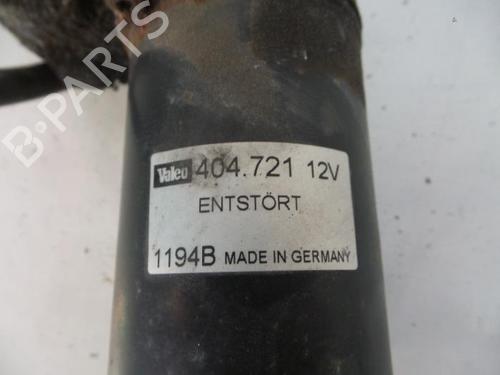 B-PARTS
Valeo 404.721 12V
ENTSTÖRT
1194B MADE IN GERMANY